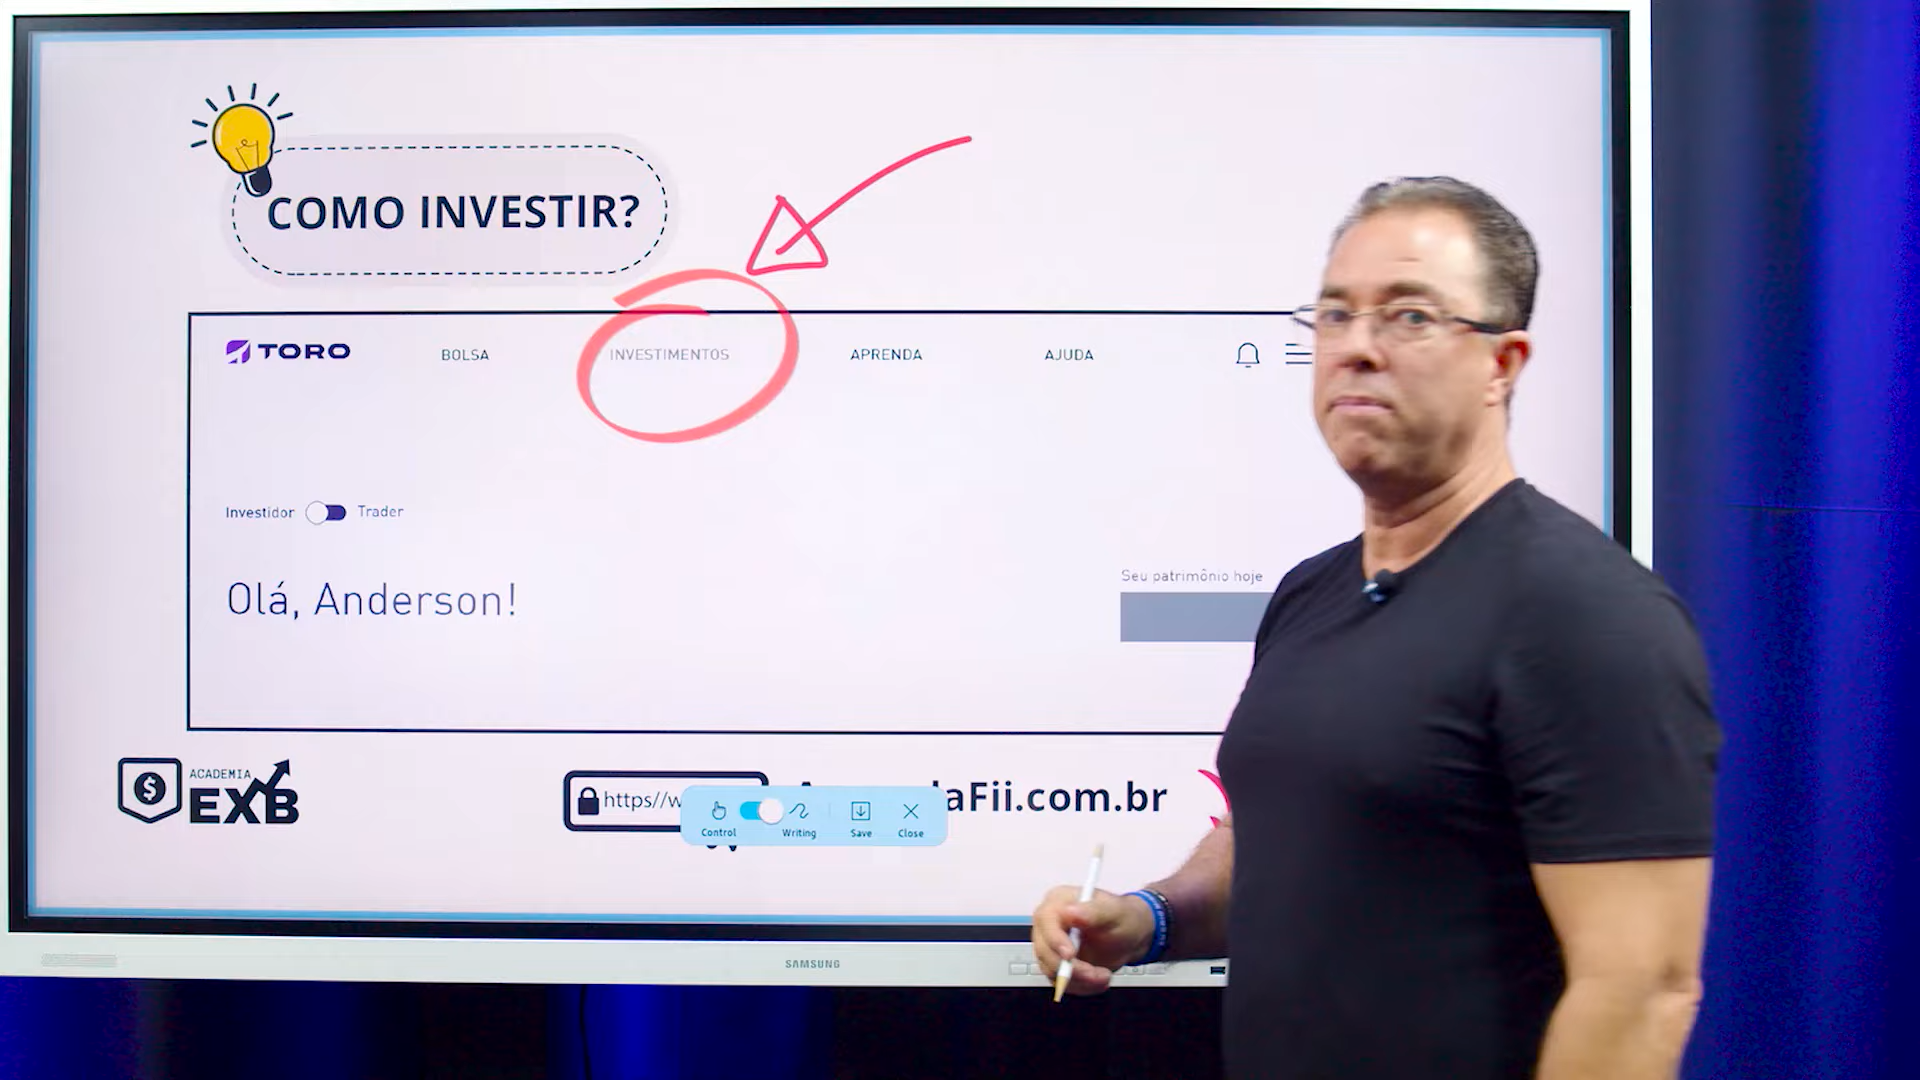 COMO INVESTIR?
TORO BOLSA INVESTIMENTOS APRENDA AJUDA
Investidor Trader
Olá, Anderson!
Seu patrimônio hoje
ACADEMIA
EXB
https//w
aFii.com.br
Control Writing Save Close
SAMSUNG